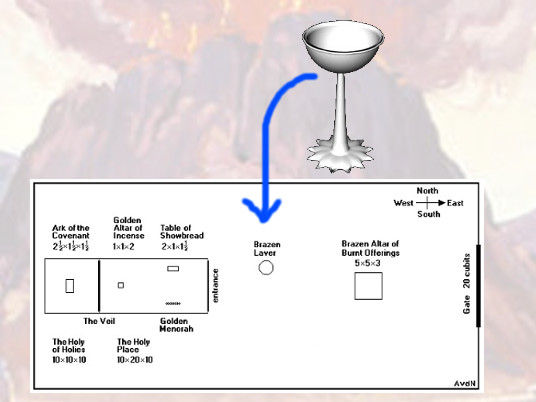 North
West East
South
Ark of the
Covenant
2½×1½×1½
Golden
Altar of
Incense
1×1×2
Table of
Showbread
2×1×1½
Brazen
Laver
Brazen Altar of
Burnt Offerings
5×5×3
entrance
Gate 20 cubits
The Veil
Golden
Menorah
The Holy
of Holies
10×10×10
The Holy
Place
10×20×10
AvdN